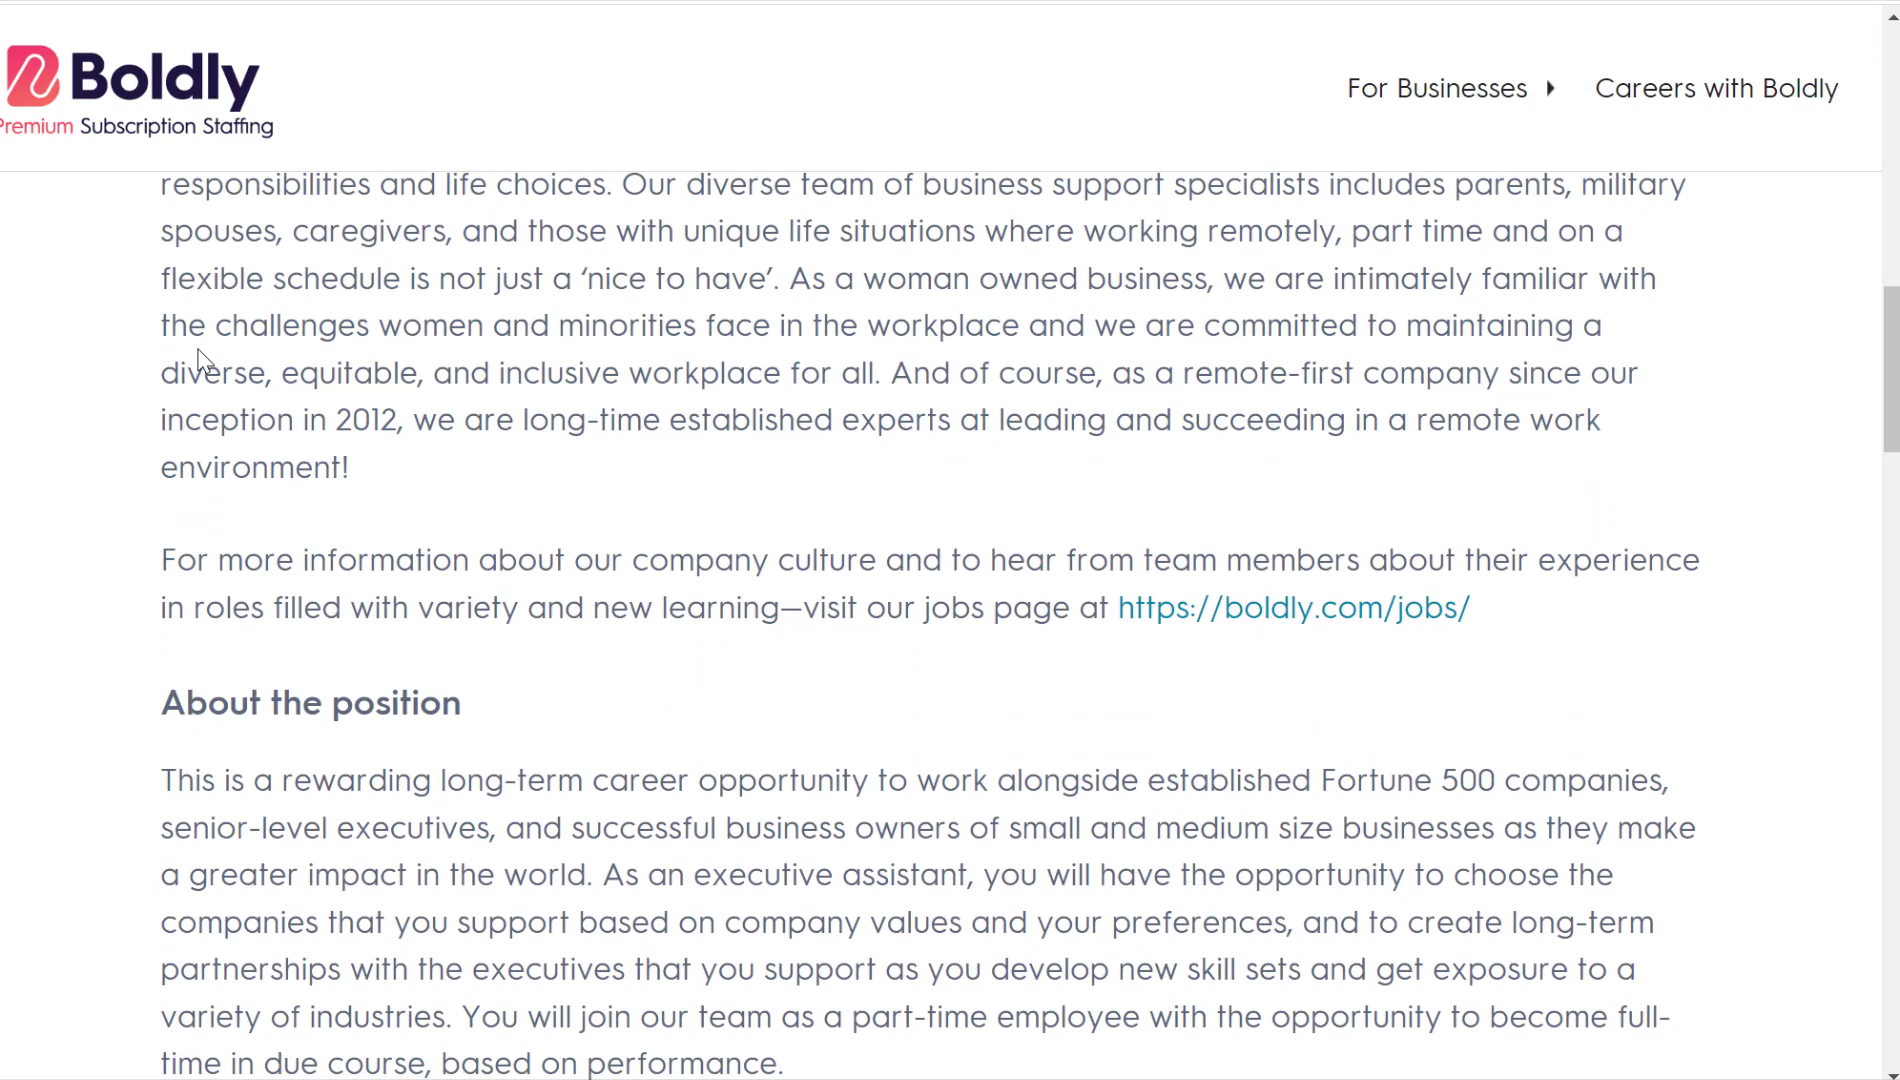 Boldly
Premium Subscription Staffing
For Businesses
Careers with Boldly
responsibilities and life choices. Our diverse team of business support specialists includes parents, military
spouses, caregivers, and those with unique life situations where working remotely, part time and on a
flexible schedule is not just a ‘nice to have’. As a woman owned business, we are intimately familiar with
the challenges women and minorities face in the workplace and we are committed to maintaining a
diverse, equitable, and inclusive workplace for all. And of course, as a remote-first company since our
inception in 2012, we are long-time established experts at leading and succeeding in a remote work
environment!
For more information about our company culture and to hear from team members about their experience
in roles filled with variety and new learning—visit our jobs page at https://boldly.com/jobs/
About the position
This is a rewarding long-term career opportunity to work alongside established Fortune 500 companies,
senior-level executives, and successful business owners of small and medium size businesses as they make
a greater impact in the world. As an executive assistant, you will have the opportunity to choose the
companies that you support based on company values and your preferences, and to create long-term
partnerships with the executives that you support as you develop new skill sets and get exposure to a
variety of industries. You will join our team as a part-time employee with the opportunity to become full-
time in due course, based on performance.